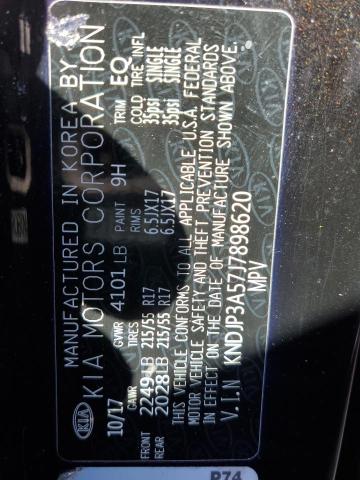 MANUFACTURED IN KOREA BY
KIA MOTORS CORPORATION
KIA
10/17 GVWR 4101 LB PAINT 9H TRIM EQ
GAWR TIRES COLD TIRE INFL
FRONT 2249LB 215/55 R17 6.5JX17 35psi SINGLE
REAR 2028LB 215/55 R17 6.5JX17 35psi SINGLE
THIS VEHICLE CONFORMS TO ALL APPLICABLE U.S.A. FEDERAL
MOTOR VEHICLE SAFETY AND THEFT PREVENTION STANDARDS
IN EFFECT ON THE DATE OF MANUFACTURE SHOWN ABOVE.
V.I.N KNDJP3A57J7898620
MPV
P74